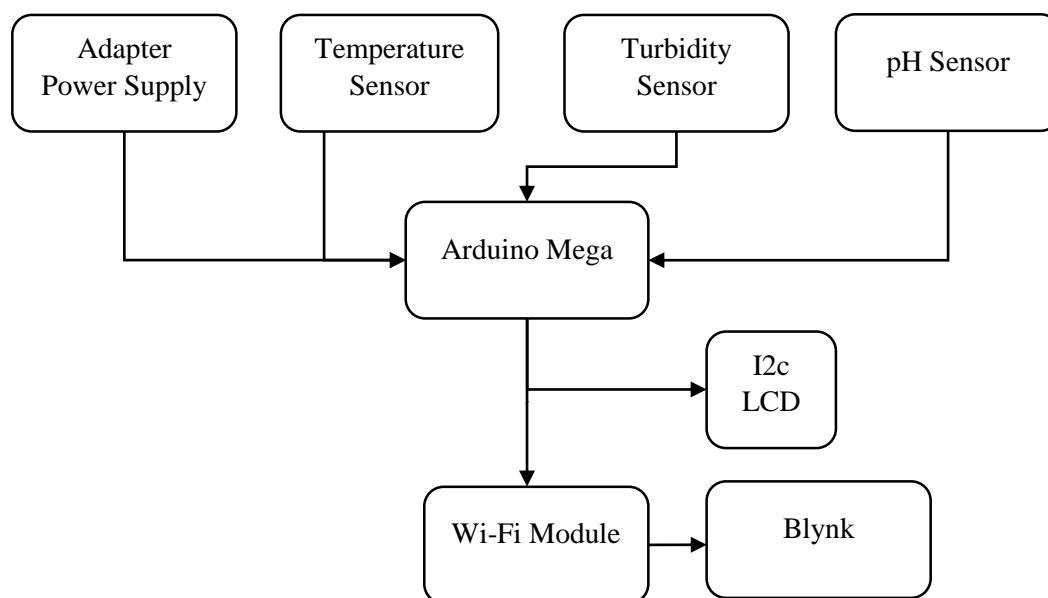 Adapter
Power Supply
Temperature
Sensor
Turbidity
Sensor
pH Sensor
Arduino Mega
I2c
LCD
Wi-Fi Module
Blynk